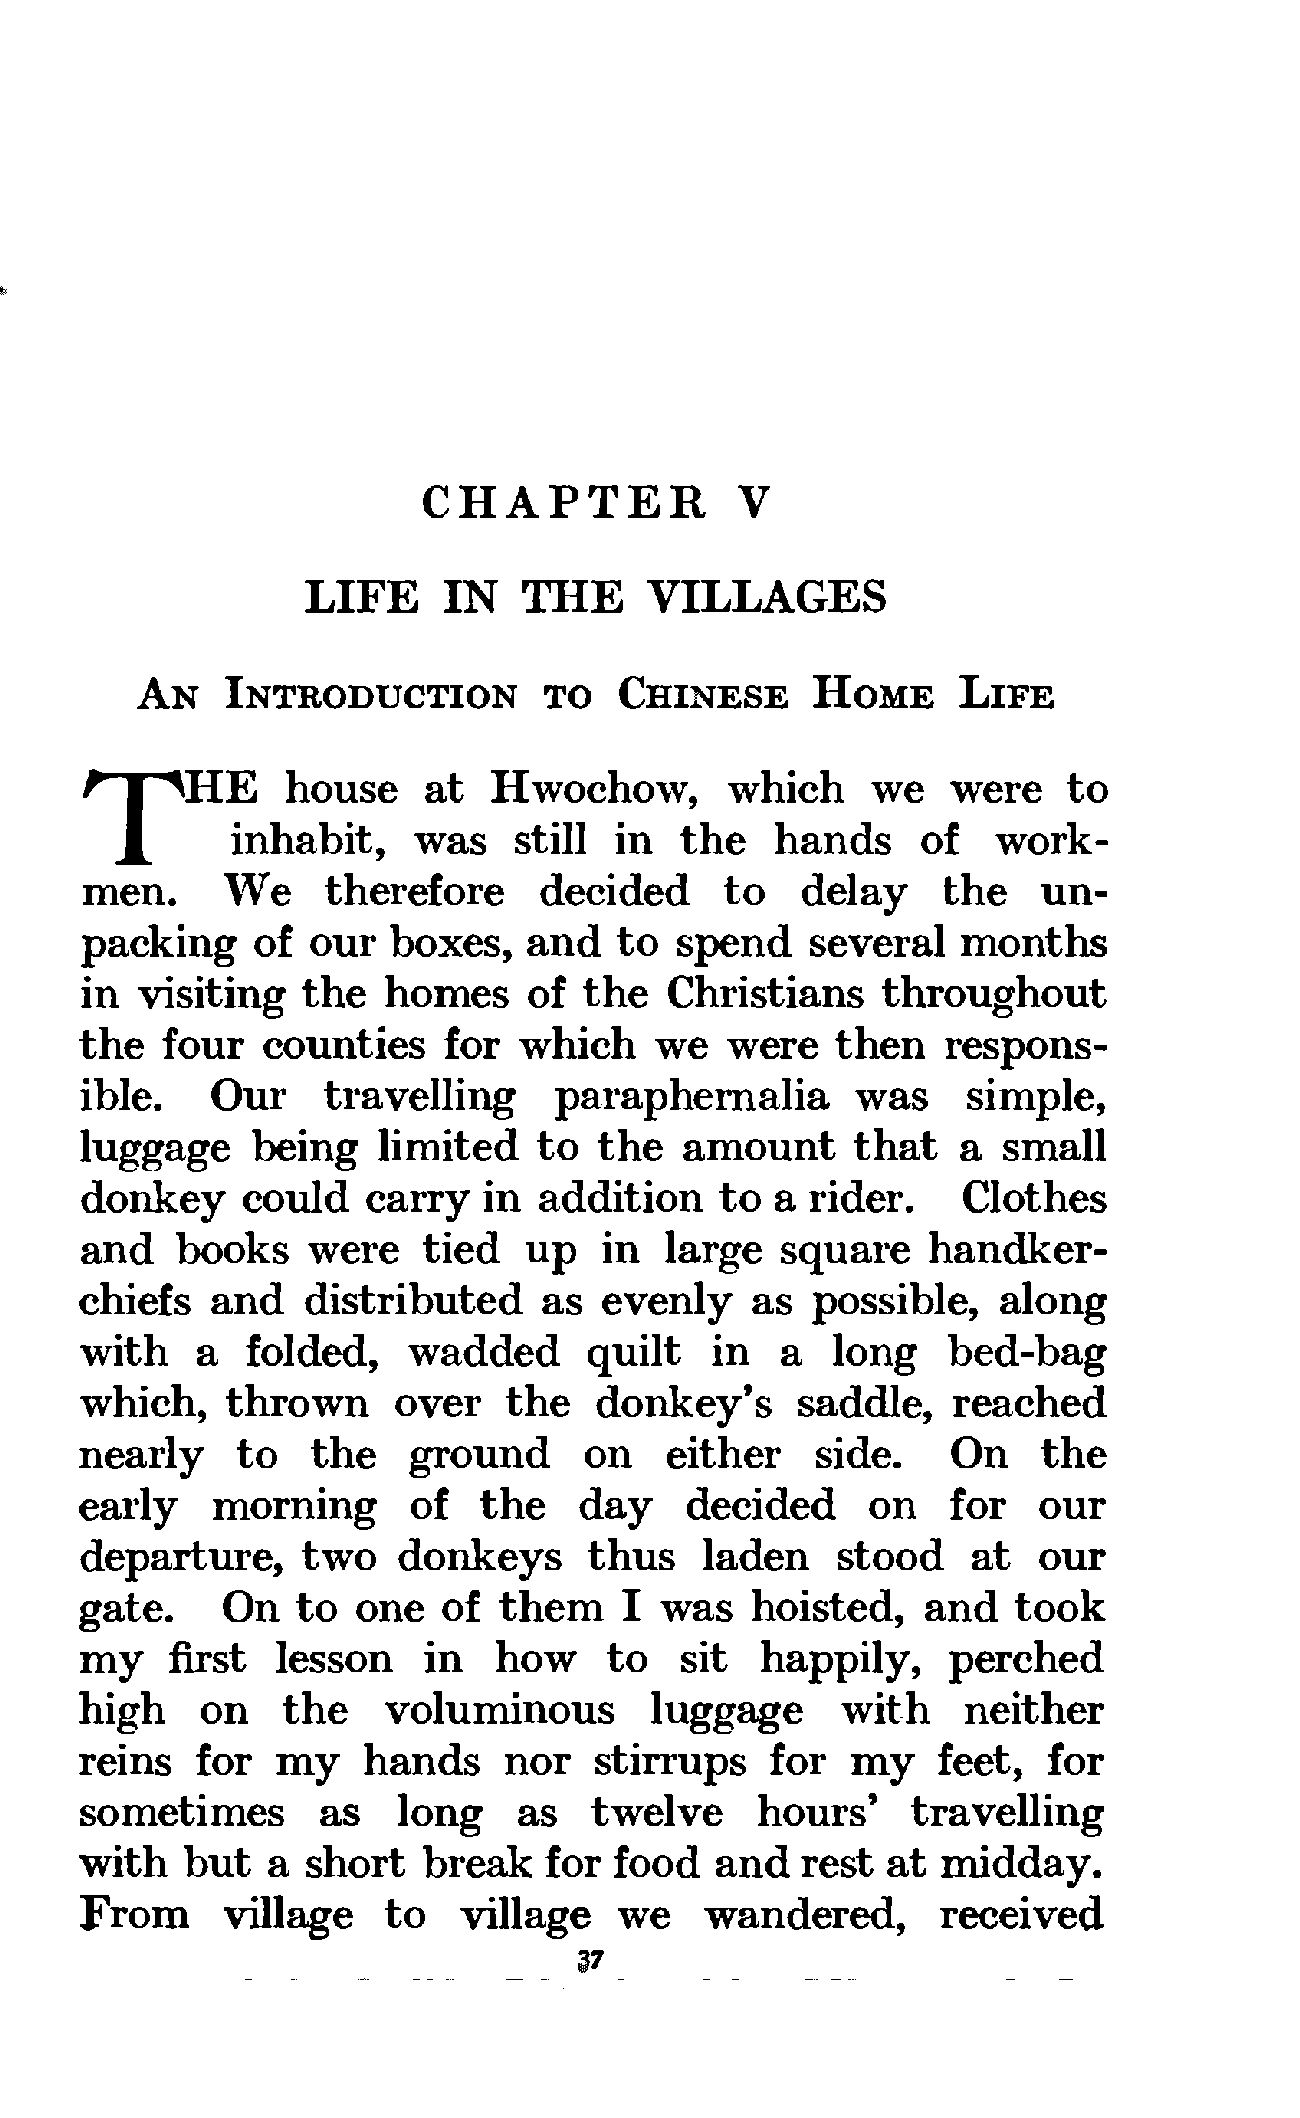 CHAPTER V
LIFE IN THE VILLAGES
An Introduction to Chinese Home Life
THE house at Hwochow, which we were to
inhabit, was still in the hands of work-
men. We therefore decided to delay the un-
packing of our boxes, and to spend several months
in visiting the homes of the Christians throughout
the four counties for which we were then respons-
ible. Our travelling paraphernalia was simple,
luggage being limited to the amount that a small
donkey could carry in addition to a rider. Clothes
and books were tied up in large square handker-
chiefs and distributed as evenly as possible, along
with a folded, wadded quilt in a long bed-bag
which, thrown over the donkey's saddle, reached
nearly to the ground on either side. On the
early morning of the day decided on for our
departure, two donkeys thus laden stood at our
gate. On to one of them I was hoisted, and took
my first lesson in how to sit happily, perched
high on the voluminous luggage with neither
reins for my hands nor stirrups for my feet, for
sometimes as long as twelve hours' travelling
with but a short break for food and rest at midday.
From village to village we wandered, received
37